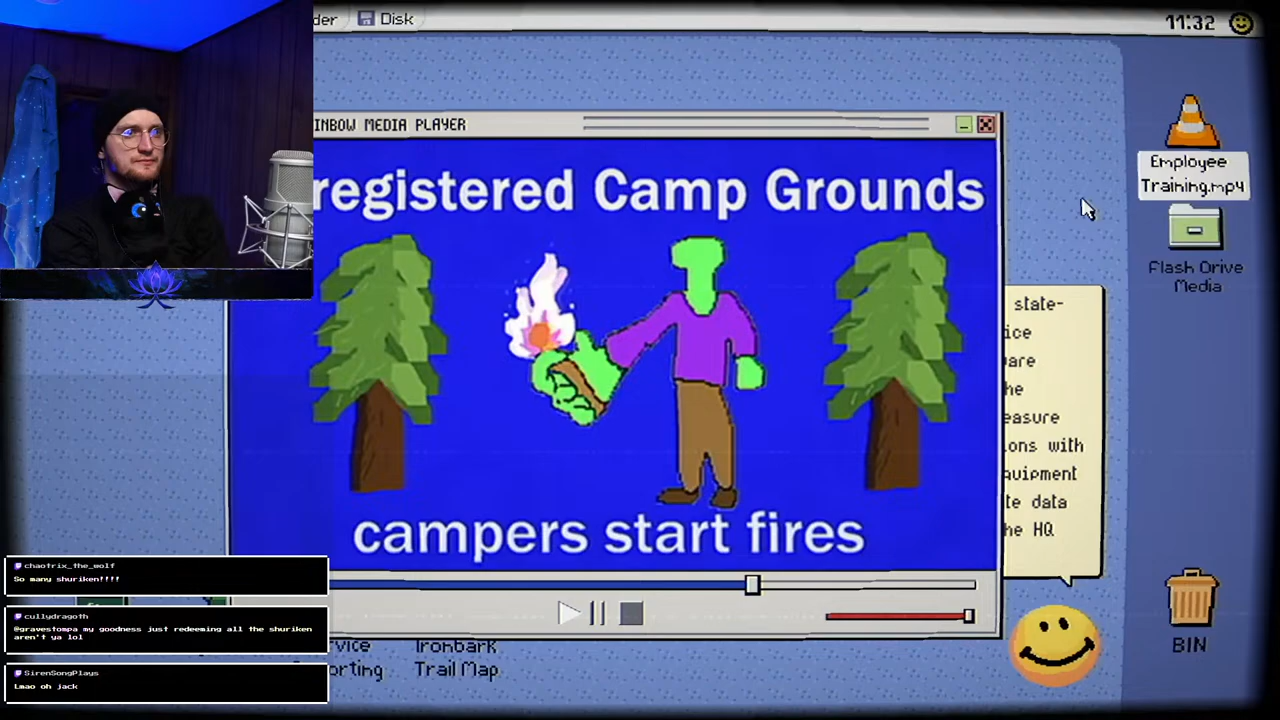 der
Disk
11:32
INBOW MEDIA PLAYER
registered Camp Grounds
campers start fires
Employee
Training.mp4
Flash Drive
Media
state-
ice
are
he
easure
ons with
quipment
te data
he HQ
BIN
rvice
orting
Ironbark
Trail Map
chaotrix_the_wolf
So many shuriken!!!!
cullydragoth
@gravestompa my goodness just redeeming all the shuriken
aren't ya lol
SirenSongPlays
Lmao oh jack